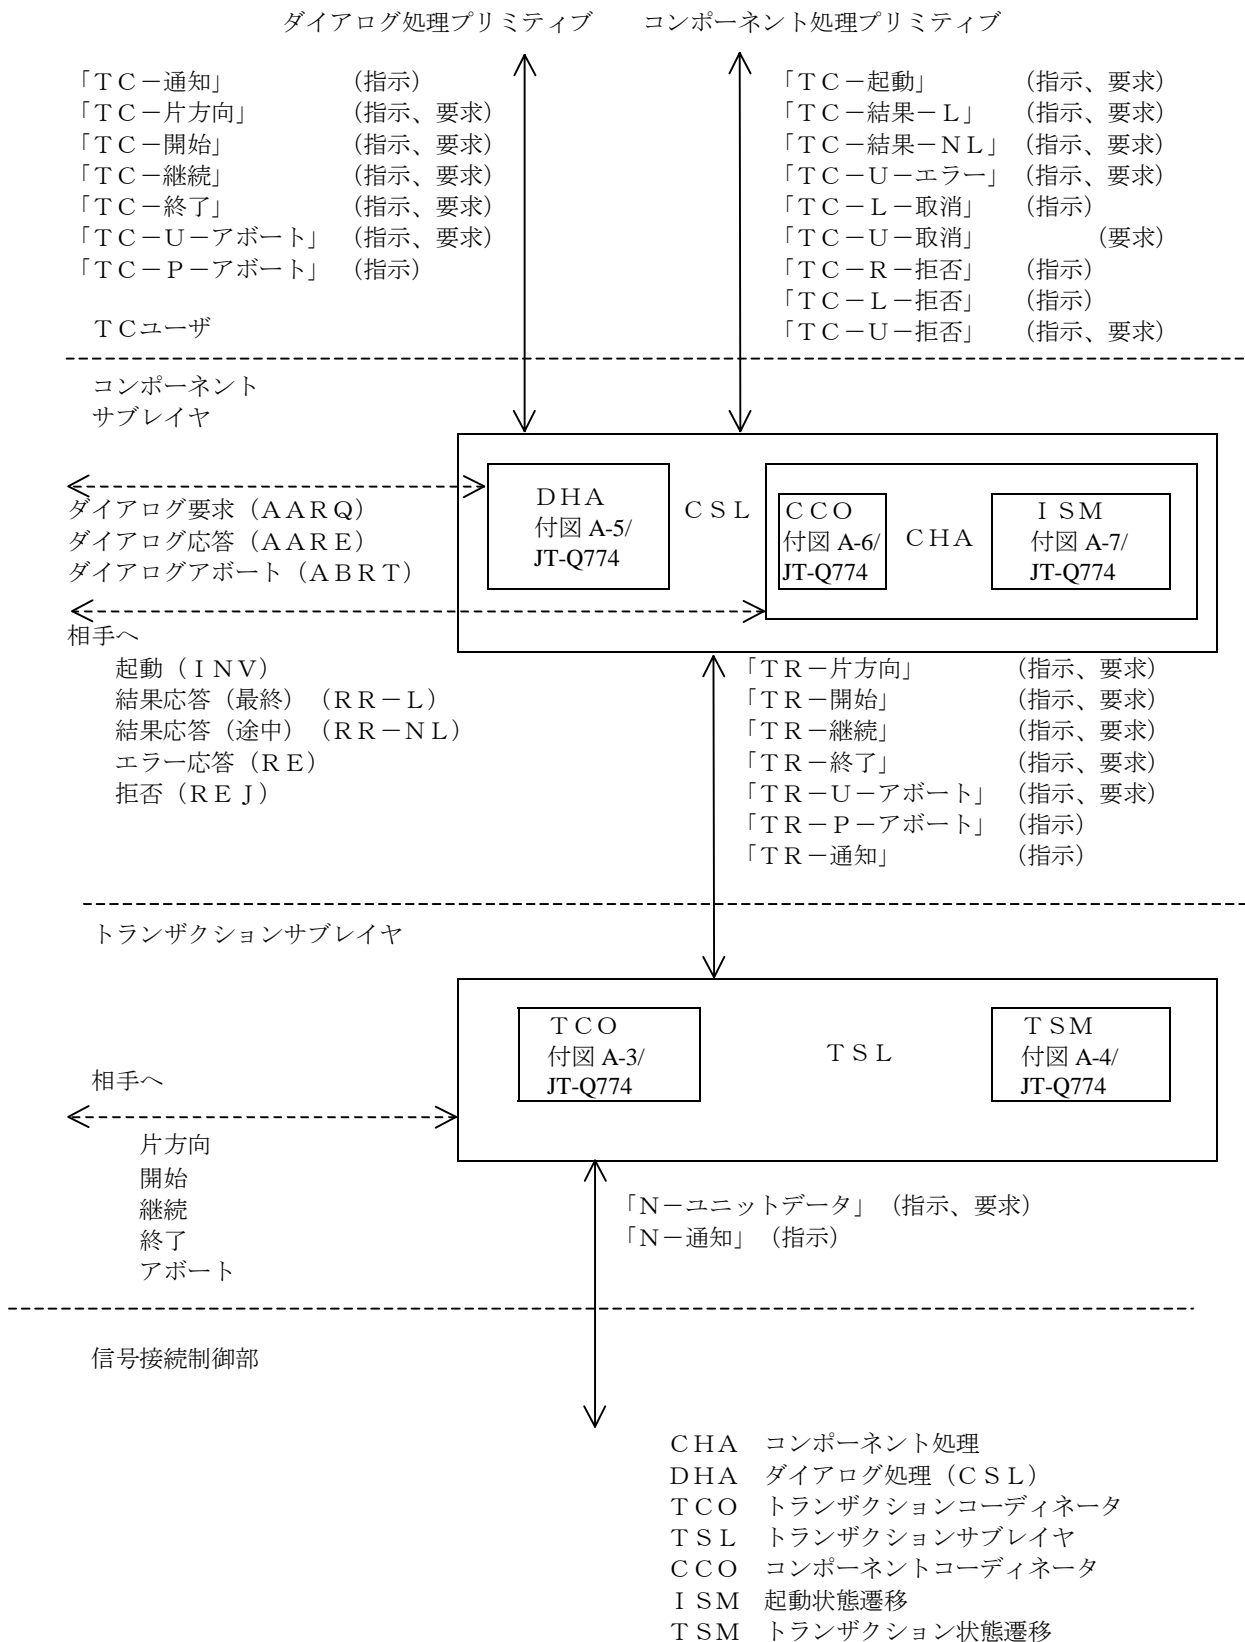 ダイアログ処理プリミティブ　　コンポーネント処理プリミティブ
「ＴＣ－通知」　（指示）
「ＴＣ－片方向」　（指示、要求）
「ＴＣ－開始」　（指示、要求）
「ＴＣ－継続」　（指示、要求）
「ＴＣ－終了」　（指示、要求）
「ＴＣ－Ｕ－アボート」　（指示、要求）
「ＴＣ－Ｐ－アボート」　（指示）
「ＴＣ－起動」　（指示、要求）
「ＴＣ－結果－Ｌ」　（指示、要求）
「ＴＣ－結果－ＮＬ」　（指示、要求）
「ＴＣ－Ｕ－エラー」　（指示、要求）
「ＴＣ－Ｌ－取消」　（指示）
「ＴＣ－Ｕ－取消」　（要求）
「ＴＣ－Ｒ－拒否」　（指示）
「ＴＣ－Ｌ－拒否」　（指示）
「ＴＣ－Ｕ－拒否」　（指示、要求）
ＴＣユーザ
コンポーネント
サブレイヤ
ダイアログ要求（ＡＡＲＱ）
ダイアログ応答（ＡＡＲＥ）
ダイアログアボート（ＡＢＲＴ）
ＤＨＡ
付図 A-5/
JT-Q774
ＣＳＬ
ＣＣＯ
付図 A-6/
JT-Q774
ＣＨＡ
ＩＳＭ
付図 A-7/
JT-Q774
相手へ
起動（ＩＮＶ）
結果応答（最終）（ＲＲ－Ｌ）
結果応答（途中）（ＲＲ－ＮＬ）
エラー応答（ＲＥ）
拒否（ＲＥＪ）
「ＴＲ－片方向」　（指示、要求）
「ＴＲ－開始」　（指示、要求）
「ＴＲ－継続」　（指示、要求）
「ＴＲ－終了」　（指示、要求）
「ＴＲ－Ｕ－アボート」　（指示、要求）
「ＴＲ－Ｐ－アボート」　（指示）
「ＴＲ－通知」　（指示）
トランザクションサブレイヤ
ＴＣＯ
付図 A-3/
JT-Q774
ＴＳＬ
ＴＳＭ
付図 A-4/
JT-Q774
相手へ
片方向
開始
継続
終了
アボート
「Ｎ－ユニットデータ」（指示、要求）
「Ｎ－通知」（指示）
信号接続制御部
ＣＨＡ　コンポーネント処理
ＤＨＡ　ダイアログ処理（ＣＳＬ）
ＴＣＯ　トランザクションコーディネータ
ＴＳＬ　トランザクションサブレイヤ
ＣＣＯ　コンポーネントコーディネータ
ＩＳＭ　起動状態遷移
ＴＳＭ　トランザクション状態遷移